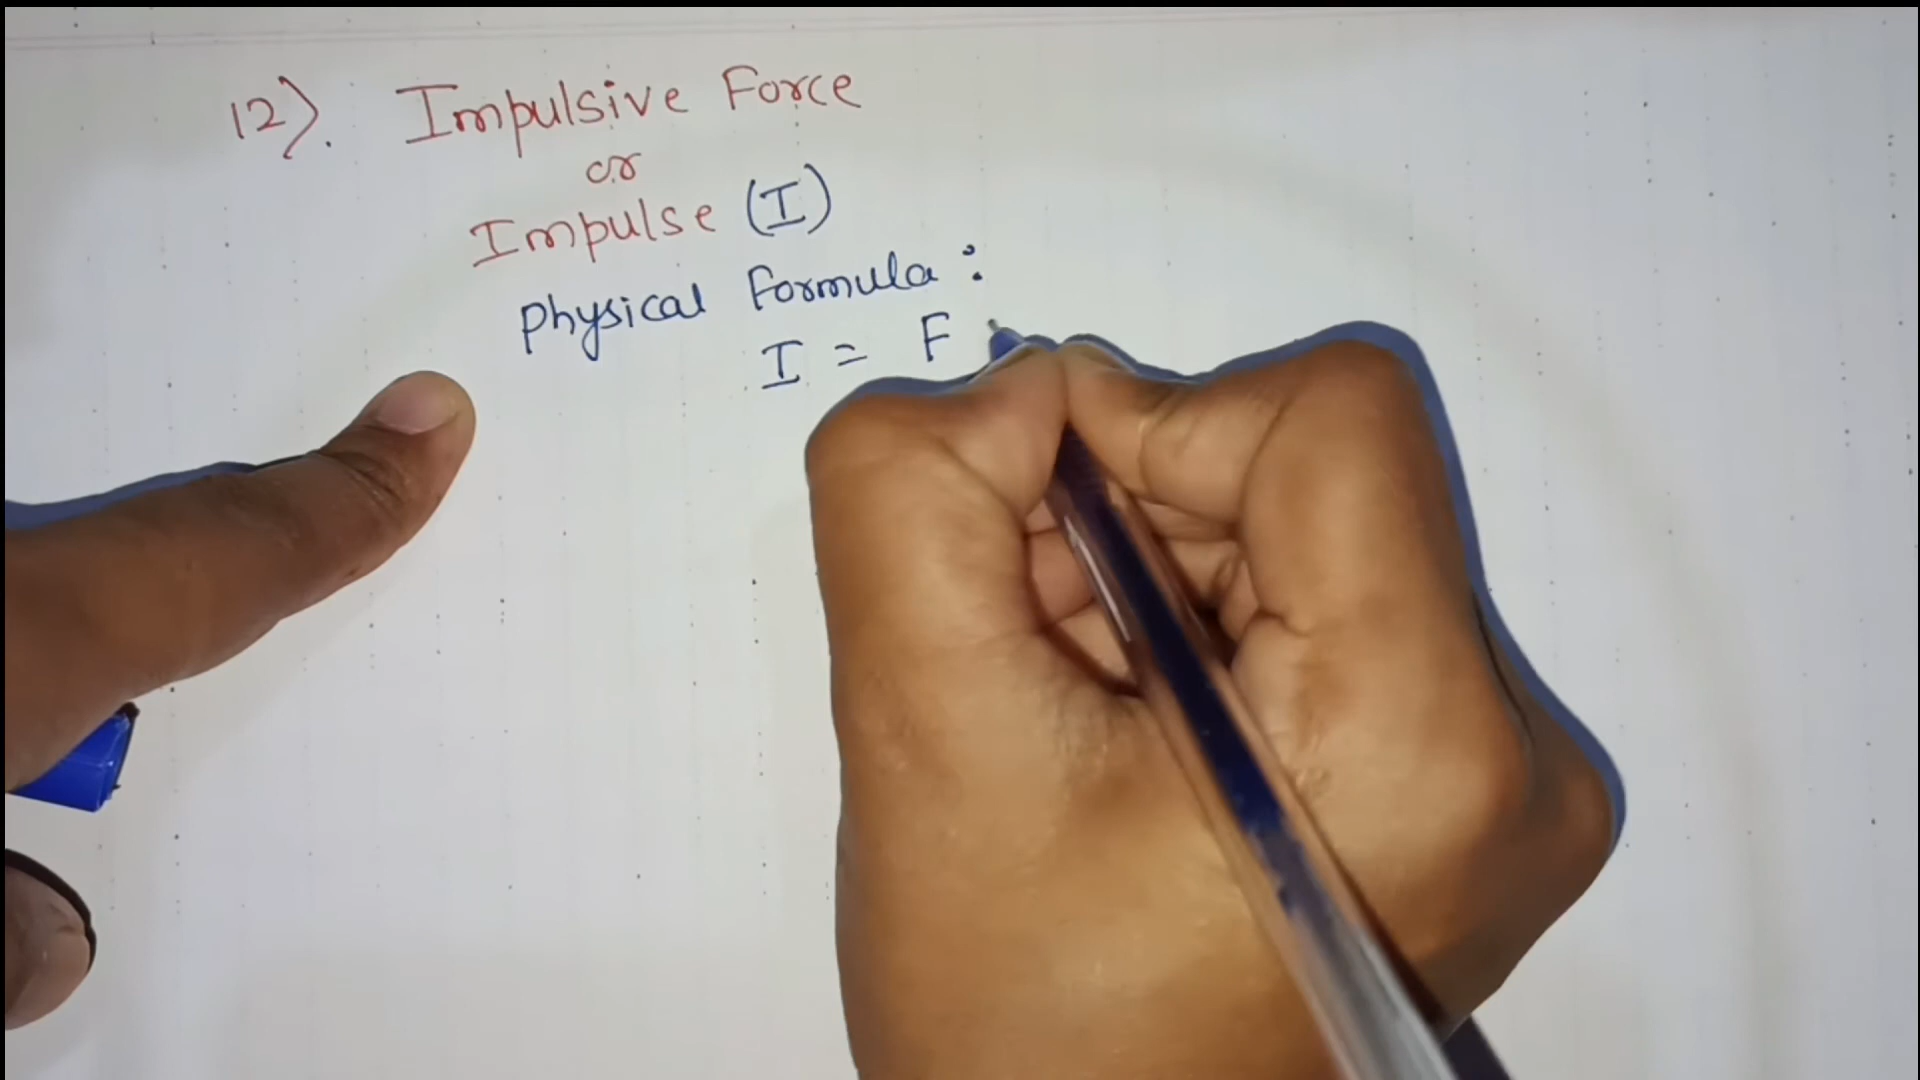 12). Impulsive Force
or
Impulse (I)
Physical Formula :
I = F